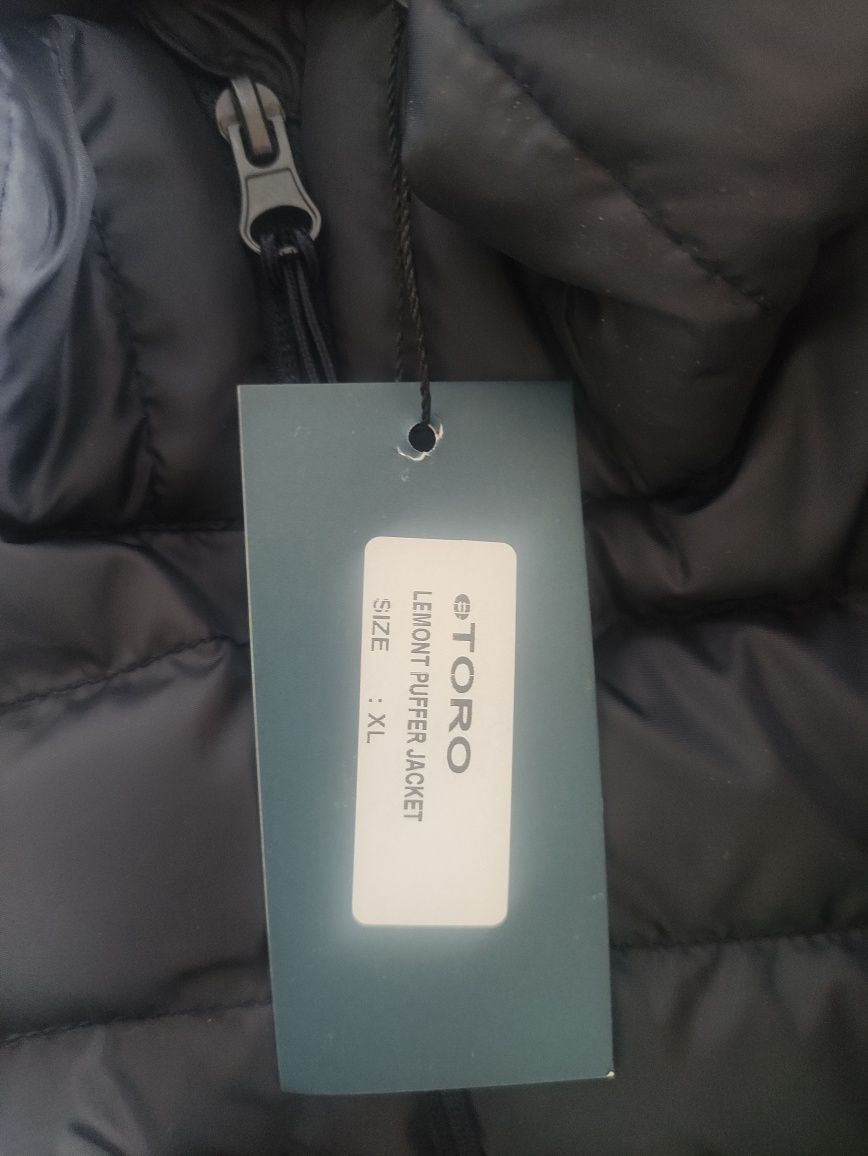 TORO
LEMONT PUFFER JACKET
SIZE : XL